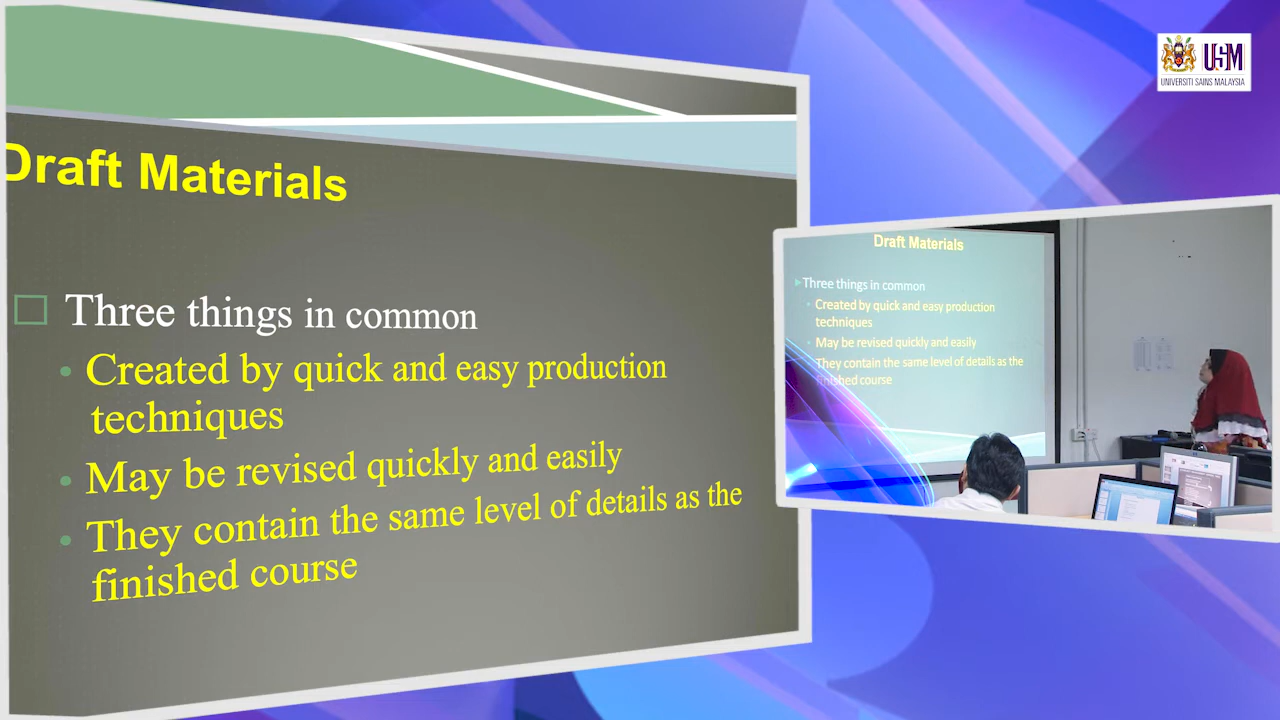 Draft Materials
Three things in common
Created by quick and easy production
techniques
May be revised quickly and easily
They contain the same level of details as the
finished course
USM
UNIVERSITI SAINS MALAYSIA
Draft Materials
Three things in common
Created by quick and easy production
techniques
May be revised quickly and easily
They contain the same level of details as the
finished course